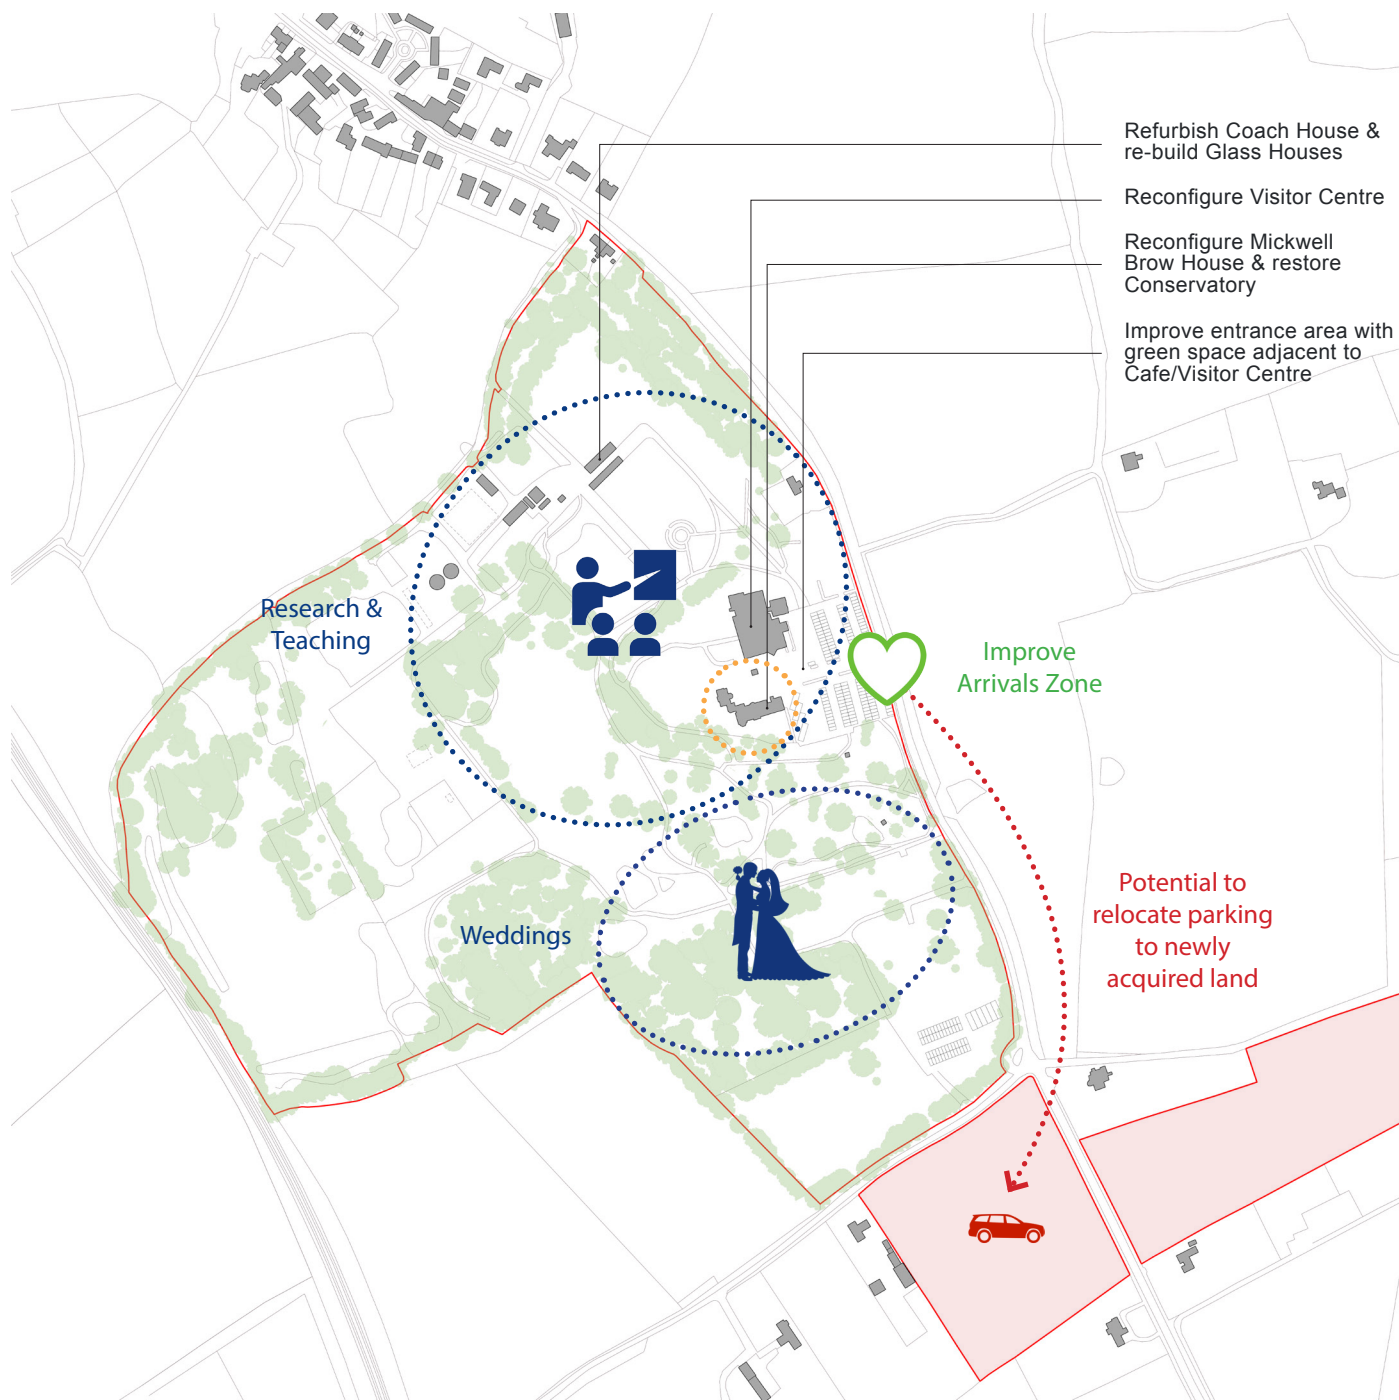 Refurbish Coach House &
re-build Glass Houses
Reconfigure Visitor Centre
Reconfigure Mickwell
Brow House & restore
Conservatory
Improve entrance area with
green space adjacent to
Cafe/Visitor Centre
Research &
Teaching
Improve
Arrivals Zone
Weddings
Potential to
relocate parking
to newly
acquired land